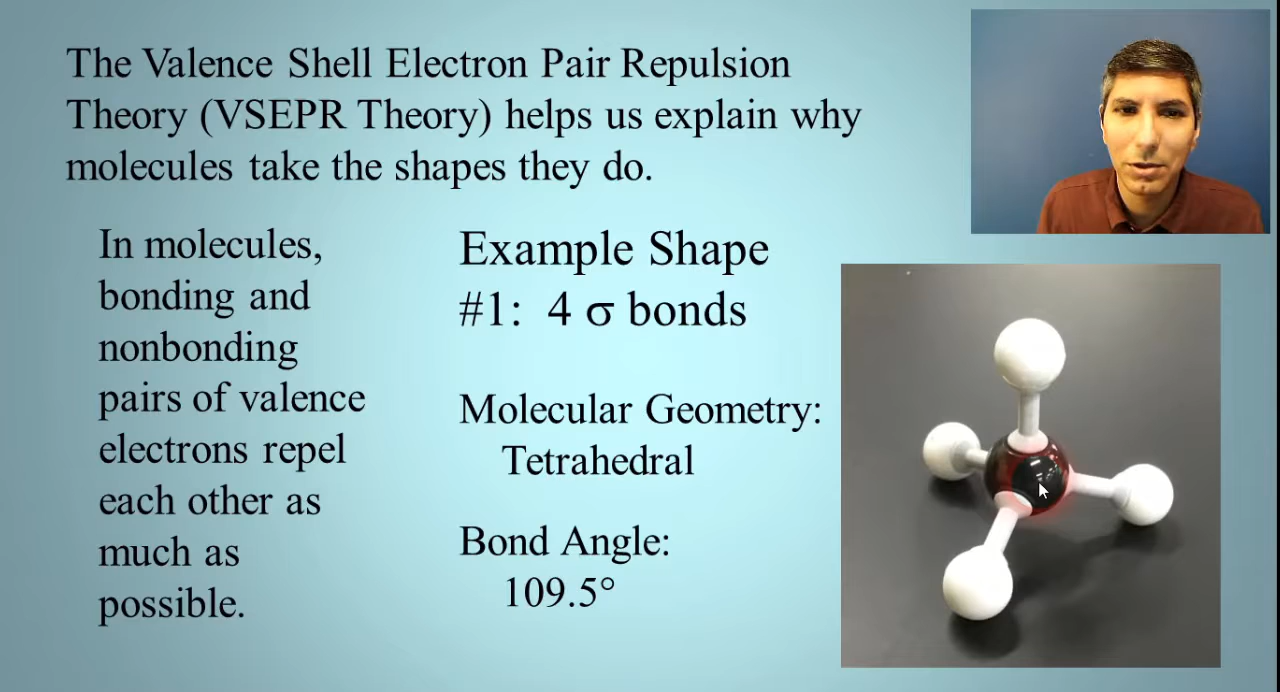 The Valence Shell Electron Pair Repulsion
Theory (VSEPR Theory) helps us explain why
molecules take the shapes they do.
In molecules,
bonding and
nonbonding
pairs of valence
electrons repel
each other as
much as
possible.
Example Shape
#1: 4 σ bonds
Molecular Geometry:
Tetrahedral
Bond Angle:
109.5°